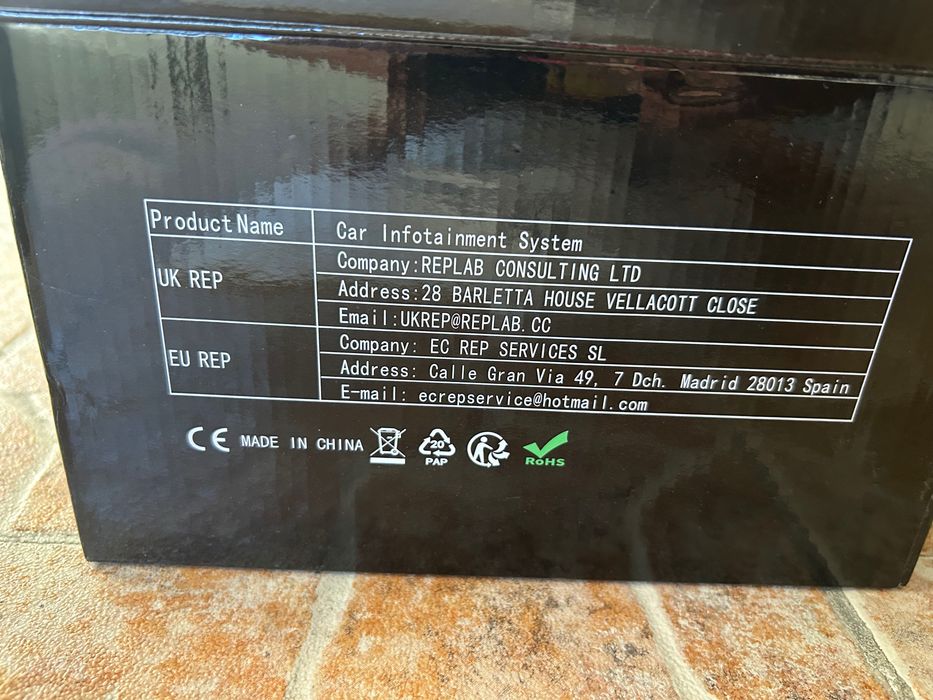 Product Name
Car Infotainment System
UK REP
Company:REPLAB CONSULTING LTD
Address:28 BARLETTA HOUSE VELLACOTT CLOSE
Email:UKREP@REPLAB.CC
EU REP
Company: EC REP SERVICES SL
Address: Calle Gran Via 49, 7 Dch. Madrid 28013 Spain
E-mail: ecrepservice@hotmail.com
CE MADE IN CHINA
20
PAP
RoHS